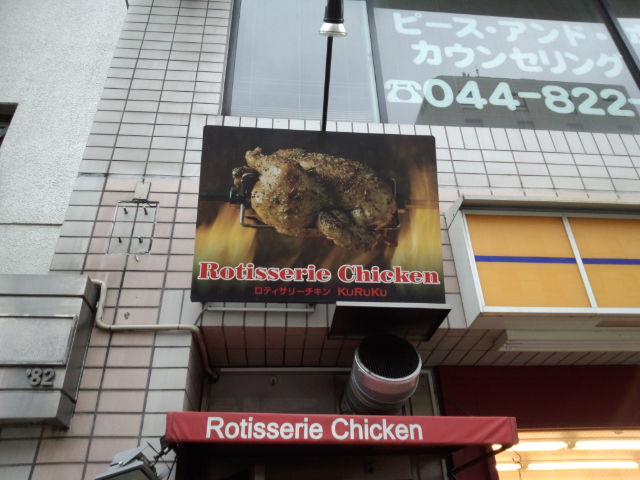 ピース・アンド・
カウンセリング
☎044-822-
Rotisserie Chicken
ロティサリーチキン KURUKU
'82
Rotisserie Chicken